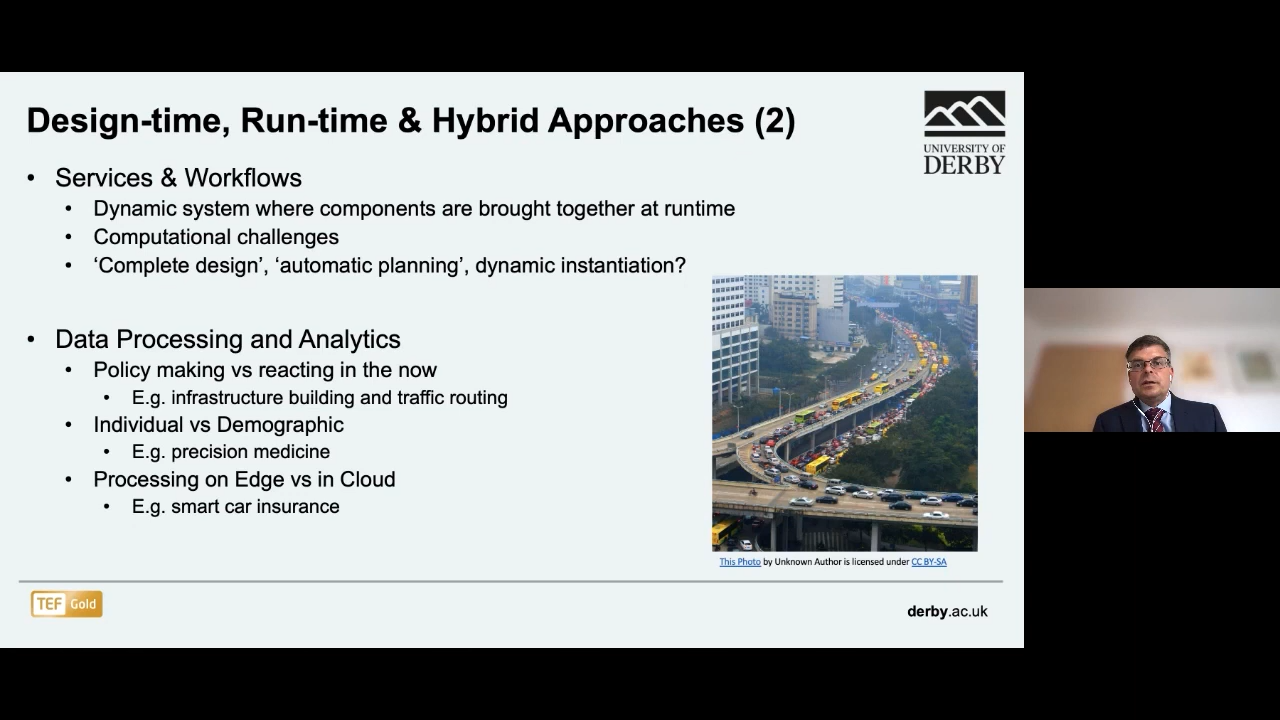 Design-time, Run-time & Hybrid Approaches (2)
UNIVERSITY OF
DERBY
• Services & Workflows
• Dynamic system where components are brought together at runtime
• Computational challenges
• ‘Complete design’, ‘automatic planning’, dynamic instantiation?
• Data Processing and Analytics
• Policy making vs reacting in the now
• E.g. infrastructure building and traffic routing
• Individual vs Demographic
• E.g. precision medicine
• Processing on Edge vs in Cloud
• E.g. smart car insurance
This Photo by Unknown Author is licensed under CC BY-SA
TEF Gold
derby.ac.uk